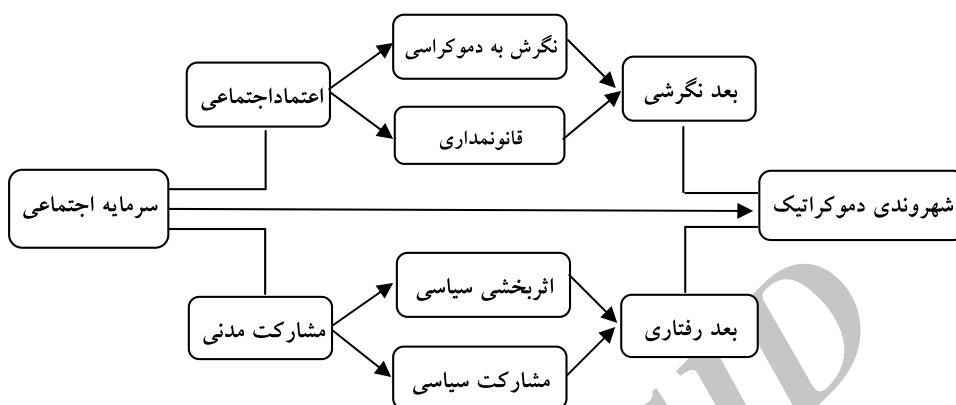 نگرش به دموکراسی
اعتماداجتماعی
بعد نگرشی
قانونمداری
سرمایه اجتماعی
شهروندی دموکراتیک
اثربخشی سیاسی
مشارکت مدنی
بعد رفتاری
مشارکت سیاسی